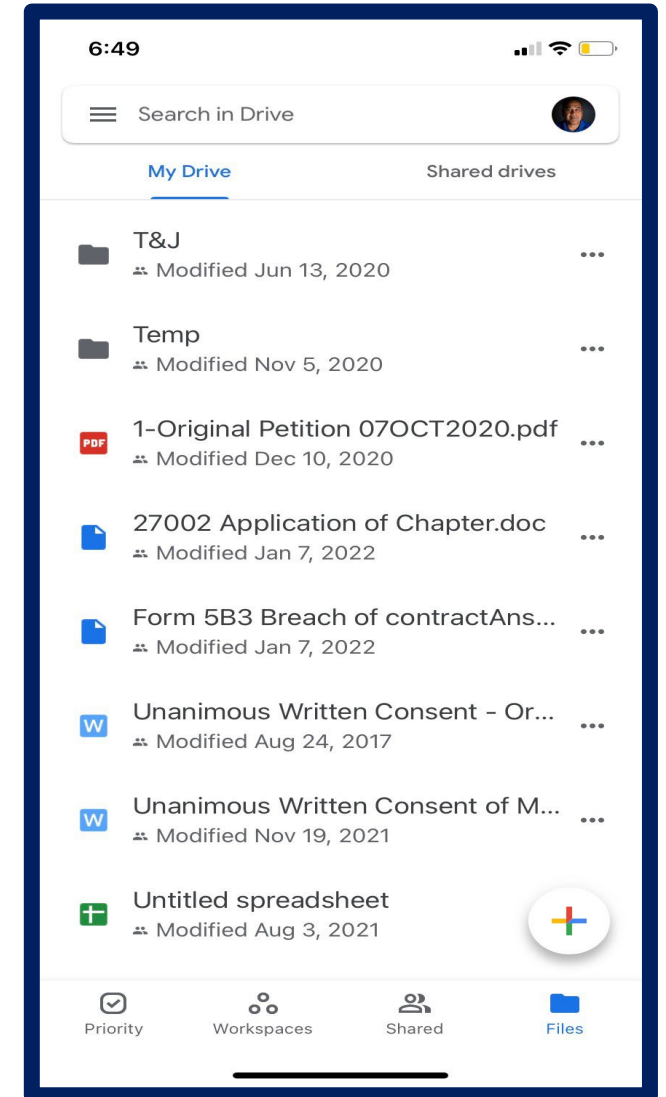 6:49
Search in Drive
My Drive Shared drives
T&J
Modified Jun 13, 2020
Temp
Modified Nov 5, 2020
PDF
1-Original Petition 07OCT2020.pdf
Modified Dec 10, 2020
27002 Application of Chapter.doc
Modified Jan 7, 2022
Form 5B3 Breach of contractAns...
Modified Jan 7, 2022
W
Unanimous Written Consent - Or...
Modified Aug 24, 2017
W
Unanimous Written Consent of M...
Modified Nov 19, 2021
Untitled spreadsheet
Modified Aug 3, 2021
Priority Workspaces Shared Files